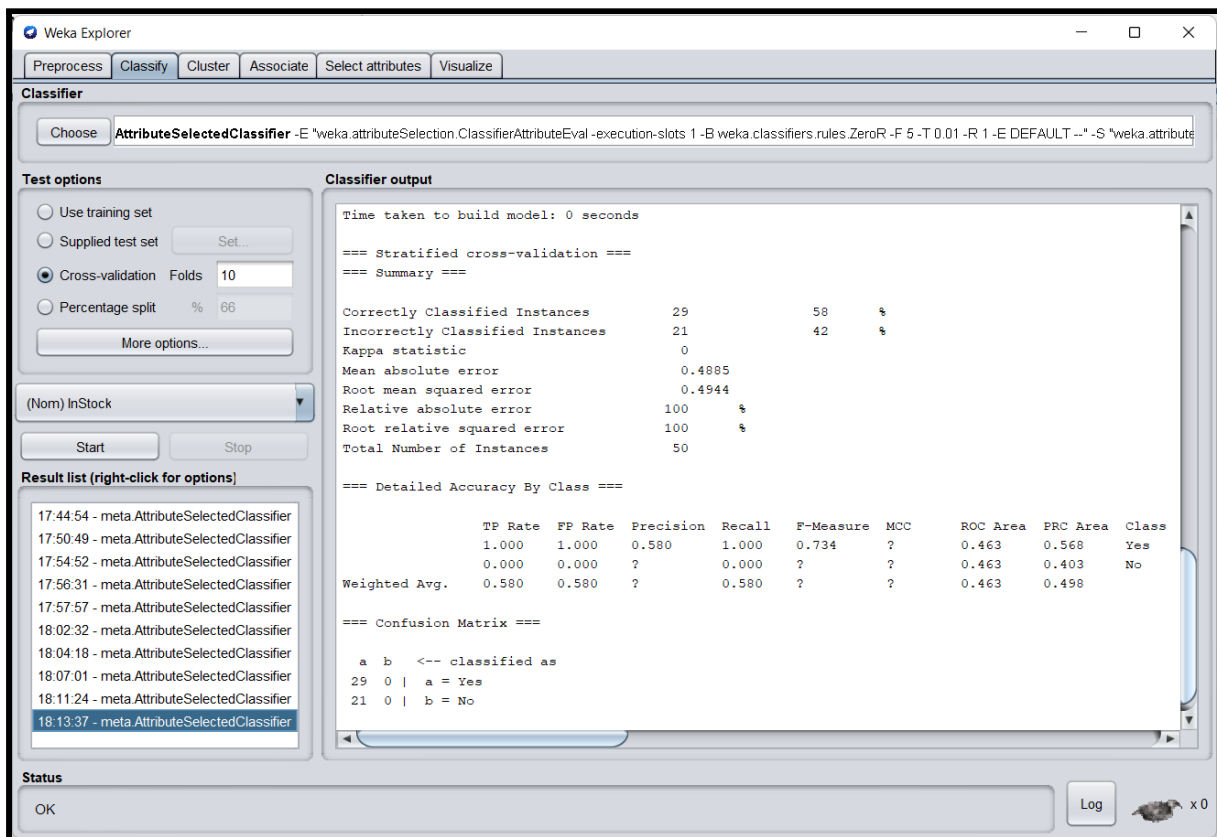 Weka Explorer
Preprocess Classify Cluster Associate Select attributes Visualize
Classifier
Choose AttributeSelectedClassifier -E "weka.attributeSelection.ClassifierAttributeEval -execution-slots 1 -B weka.classifiers.rules.ZeroR -F 5 -T 0.01 -R 1 -E DEFAULT --" -S "weka.attribute
Test options
Use training set
Supplied test set Set...
Cross-validation Folds 10
Percentage split % 66
More options...
(Nom) InStock
Start Stop
Result list (right-click for options)
17:44:54 - meta.AttributeSelectedClassifier
17:50:49 - meta.AttributeSelectedClassifier
17:54:52 - meta.AttributeSelectedClassifier
17:56:31 - meta.AttributeSelectedClassifier
17:57:57 - meta.AttributeSelectedClassifier
18:02:32 - meta.AttributeSelectedClassifier
18:04:18 - meta.AttributeSelectedClassifier
18:07:01 - meta.AttributeSelectedClassifier
18:11:24 - meta.AttributeSelectedClassifier
18:13:37 - meta.AttributeSelectedClassifier
Classifier output
Time taken to build model: 0 seconds
=== Stratified cross-validation ===
=== Summary ===
Correctly Classified Instances 29 58 %
Incorrectly Classified Instances 21 42 %
Kappa statistic 0
Mean absolute error 0.4885
Root mean squared error 0.4944
Relative absolute error 100 %
Root relative squared error 100 %
Total Number of Instances 50
=== Detailed Accuracy By Class ===
TP Rate FP Rate Precision Recall F-Measure MCC ROC Area PRC Area Class
1.000 1.000 0.580 1.000 0.734 ? 0.463 0.568 Yes
0.000 0.000 ? 0.000 ? ? 0.463 0.403 No
Weighted Avg. 0.580 0.580 ? 0.580 ? ? 0.463 0.498
=== Confusion Matrix ===
a b <-- classified as
29 0 | a = Yes
21 0 | b = No
Status
OK
Log x 0